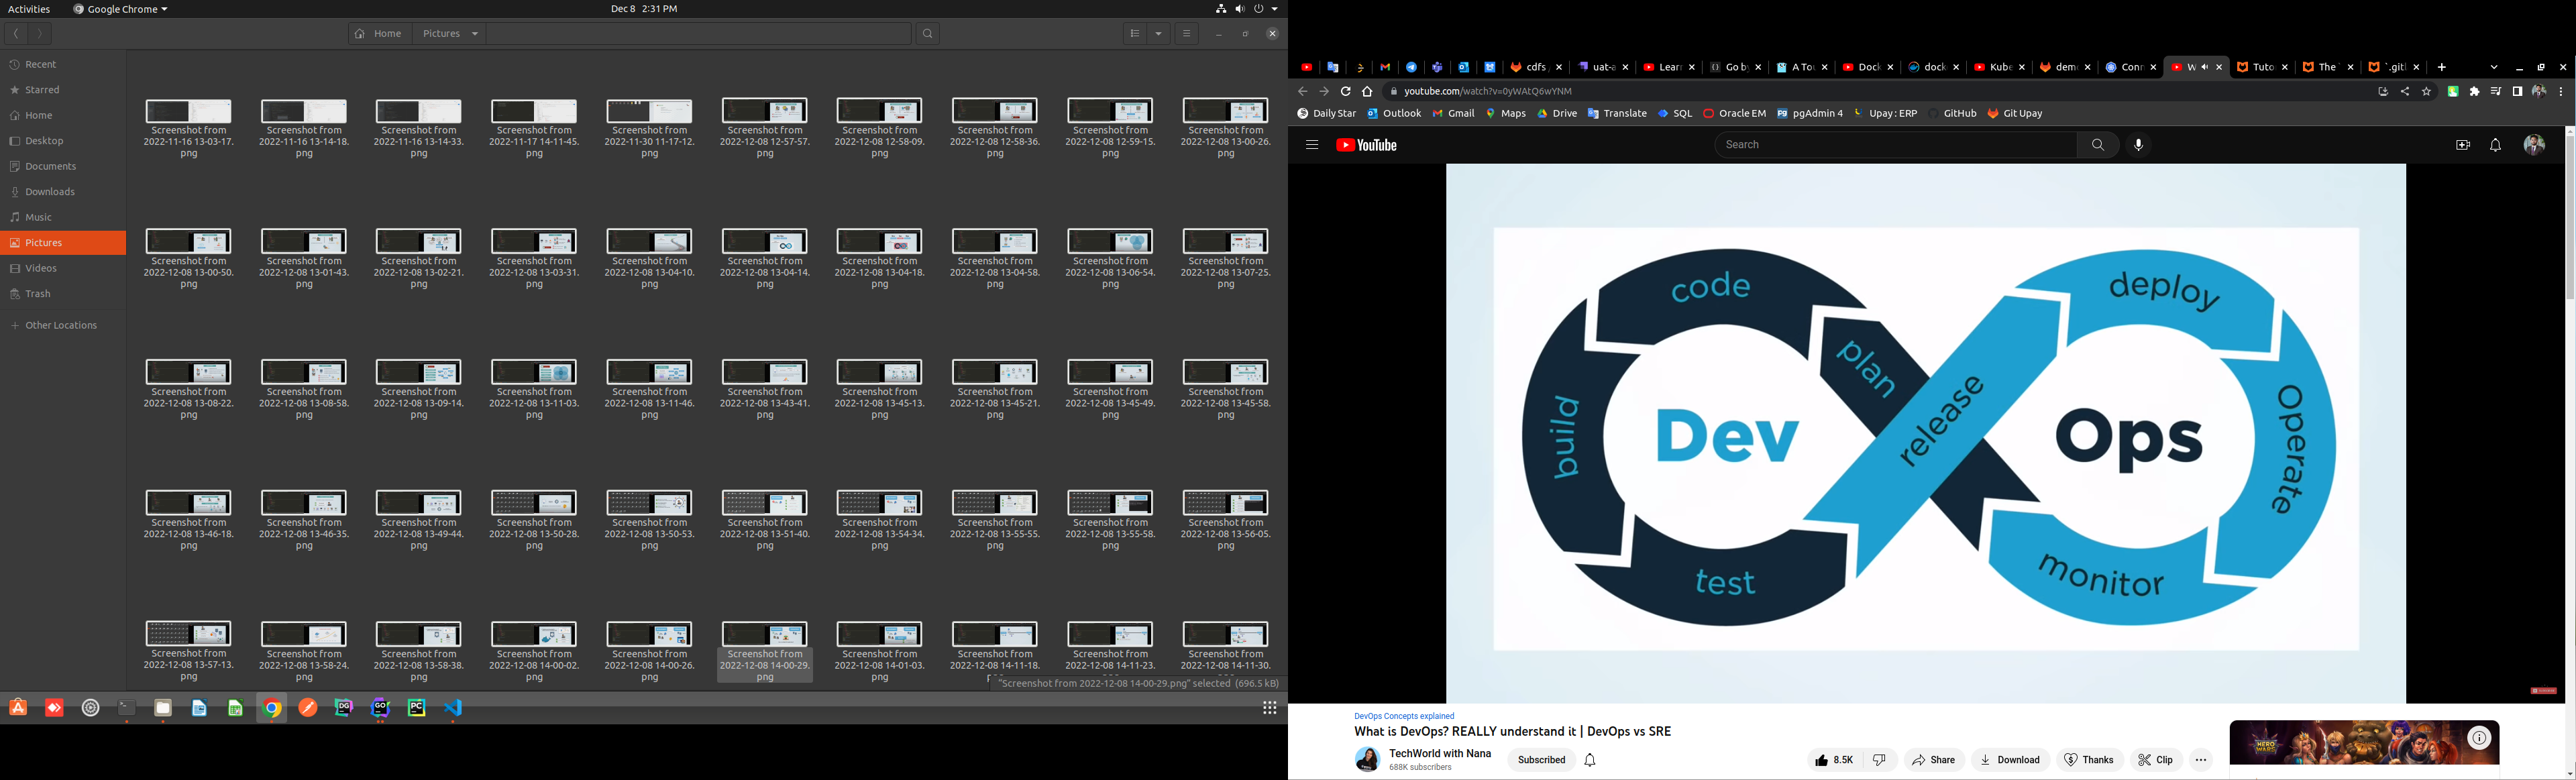 Activities
Google Chrome
Dec 8 2:31 PM
Home
Pictures
Recent
Starred
Home
Desktop
Documents
Downloads
Music
Pictures
Videos
Trash
Other Locations
Screenshot from 2022-11-16 13-03-17.png
Screenshot from 2022-11-16 13-14-18.png
Screenshot from 2022-11-16 13-14-33.png
Screenshot from 2022-11-17 14-11-45.png
Screenshot from 2022-11-30 11-17-12.png
Screenshot from 2022-12-08 12-57-57.png
Screenshot from 2022-12-08 12-58-09.png
Screenshot from 2022-12-08 12-58-36.png
Screenshot from 2022-12-08 12-59-15.png
Screenshot from 2022-12-08 13-00-26.png
Screenshot from 2022-12-08 13-00-50.png
Screenshot from 2022-12-08 13-01-43.png
Screenshot from 2022-12-08 13-02-21.png
Screenshot from 2022-12-08 13-03-31.png
Screenshot from 2022-12-08 13-04-10.png
Screenshot from 2022-12-08 13-04-14.png
Screenshot from 2022-12-08 13-04-18.png
Screenshot from 2022-12-08 13-04-58.png
Screenshot from 2022-12-08 13-06-54.png
Screenshot from 2022-12-08 13-07-25.png
Screenshot from 2022-12-08 13-08-22.png
Screenshot from 2022-12-08 13-08-58.png
Screenshot from 2022-12-08 13-09-14.png
Screenshot from 2022-12-08 13-11-03.png
Screenshot from 2022-12-08 13-11-46.png
Screenshot from 2022-12-08 13-43-41.png
Screenshot from 2022-12-08 13-45-13.png
Screenshot from 2022-12-08 13-45-21.png
Screenshot from 2022-12-08 13-45-49.png
Screenshot from 2022-12-08 13-45-58.png
Screenshot from 2022-12-08 13-46-18.png
Screenshot from 2022-12-08 13-46-35.png
Screenshot from 2022-12-08 13-49-44.png
Screenshot from 2022-12-08 13-50-28.png
Screenshot from 2022-12-08 13-50-53.png
Screenshot from 2022-12-08 13-51-40.png
Screenshot from 2022-12-08 13-54-34.png
Screenshot from 2022-12-08 13-55-55.png
Screenshot from 2022-12-08 13-55-58.png
Screenshot from 2022-12-08 13-56-05.png
Screenshot from 2022-12-08 13-57-13.png
Screenshot from 2022-12-08 13-58-24.png
Screenshot from 2022-12-08 13-58-38.png
Screenshot from 2022-12-08 14-00-02.png
Screenshot from 2022-12-08 14-00-26.png
Screenshot from 2022-12-08 14-00-29.png
Screenshot from 2022-12-08 14-01-03.png
Screenshot from 2022-12-08 14-11-18.
Screenshot from 2022-12-08 14-11-23.
Screenshot from 2022-12-08 14-11-30.
"Screenshot from 2022-12-08 14-00-29.png" selected (696.5 kB)
DG
GO
PC
cdfs
uat-a
Learn
Go by
A Tou
Dock
dock
Kube
demo
Conn
W
Tuto
The
`.gitl
youtube.com/watch?v=0yWAtQ6wYNM
Daily Star
Outlook
Gmail
Maps
Drive
Translate
SQL
Oracle EM
pgAdmin 4
Upay : ERP
GitHub
Git Upay
YouTube
Search
code
plan
build
test
Dev
release
deploy
Operate
monitor
Ops
DevOps Concepts explained
What is DevOps? REALLY understand it | DevOps vs SRE
TechWorld with Nana
688K subscribers
Subscribed
8.5K
Share
Download
Thanks
Clip
HERO WARS